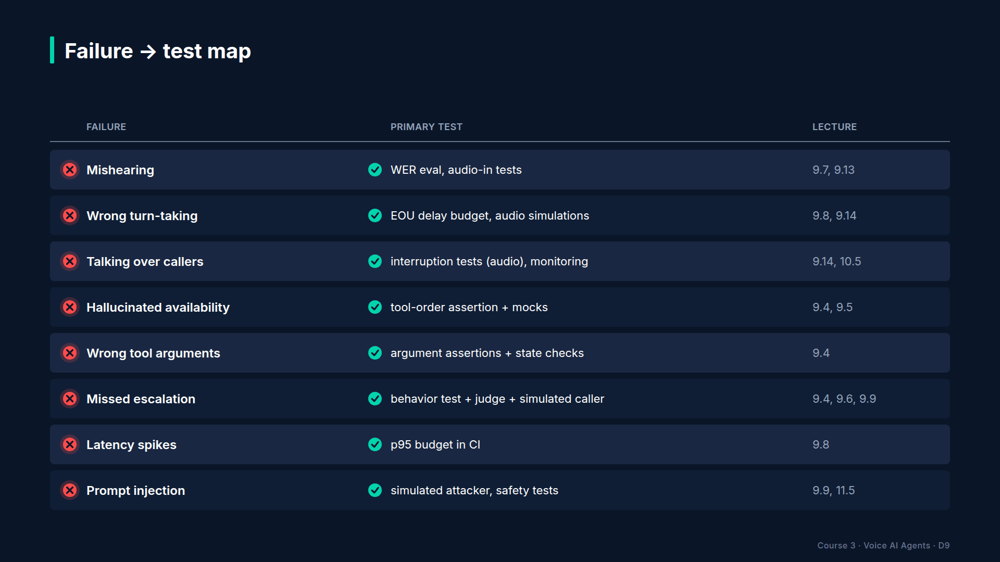 Failure → test map
FAILURE PRIMARY TEST LECTURE
Mishearing WER eval, audio-in tests 9.7, 9.13
Wrong turn-taking EOU delay budget, audio simulations 9.8, 9.14
Talking over callers interruption tests (audio), monitoring 9.14, 10.5
Hallucinated availability tool-order assertion + mocks 9.4, 9.5
Wrong tool arguments argument assertions + state checks 9.4
Missed escalation behavior test + judge + simulated caller 9.4, 9.6, 9.9
Latency spikes p95 budget in CI 9.8
Prompt injection simulated attacker, safety tests 9.9, 11.5
Course 3 · Voice AI Agents · D9